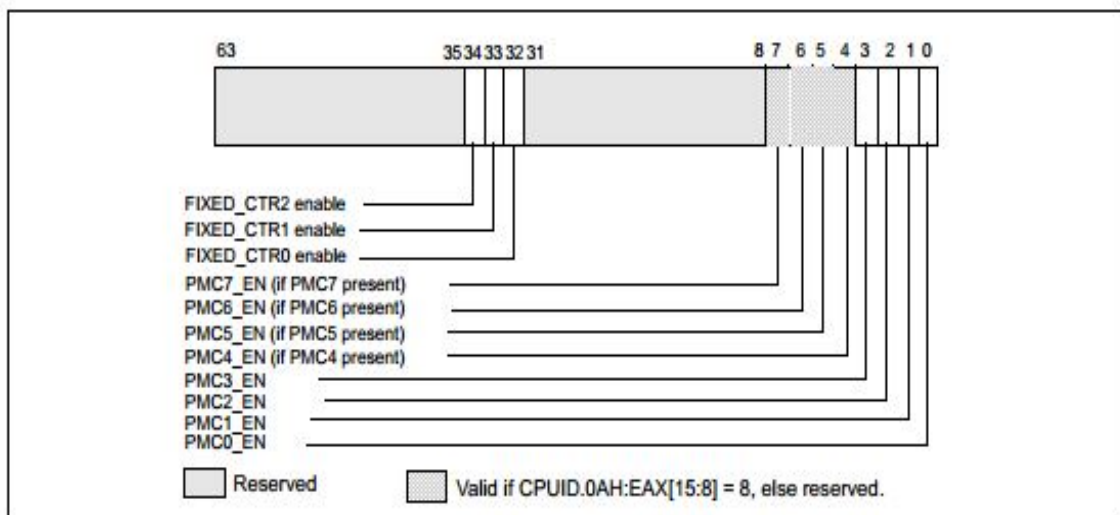 63 35 34 33 32 31 8 7 6 5 4 3 2 1 0
FIXED_CTR2 enable
FIXED_CTR1 enable
FIXED_CTR0 enable
PMC7_EN (if PMC7 present)
PMC6_EN (if PMC6 present)
PMC5_EN (if PMC5 present)
PMC4_EN (if PMC4 present)
PMC3_EN
PMC2_EN
PMC1_EN
PMC0_EN
Reserved Valid if CPUID.0AH:EAX[15:8] = 8, else reserved.